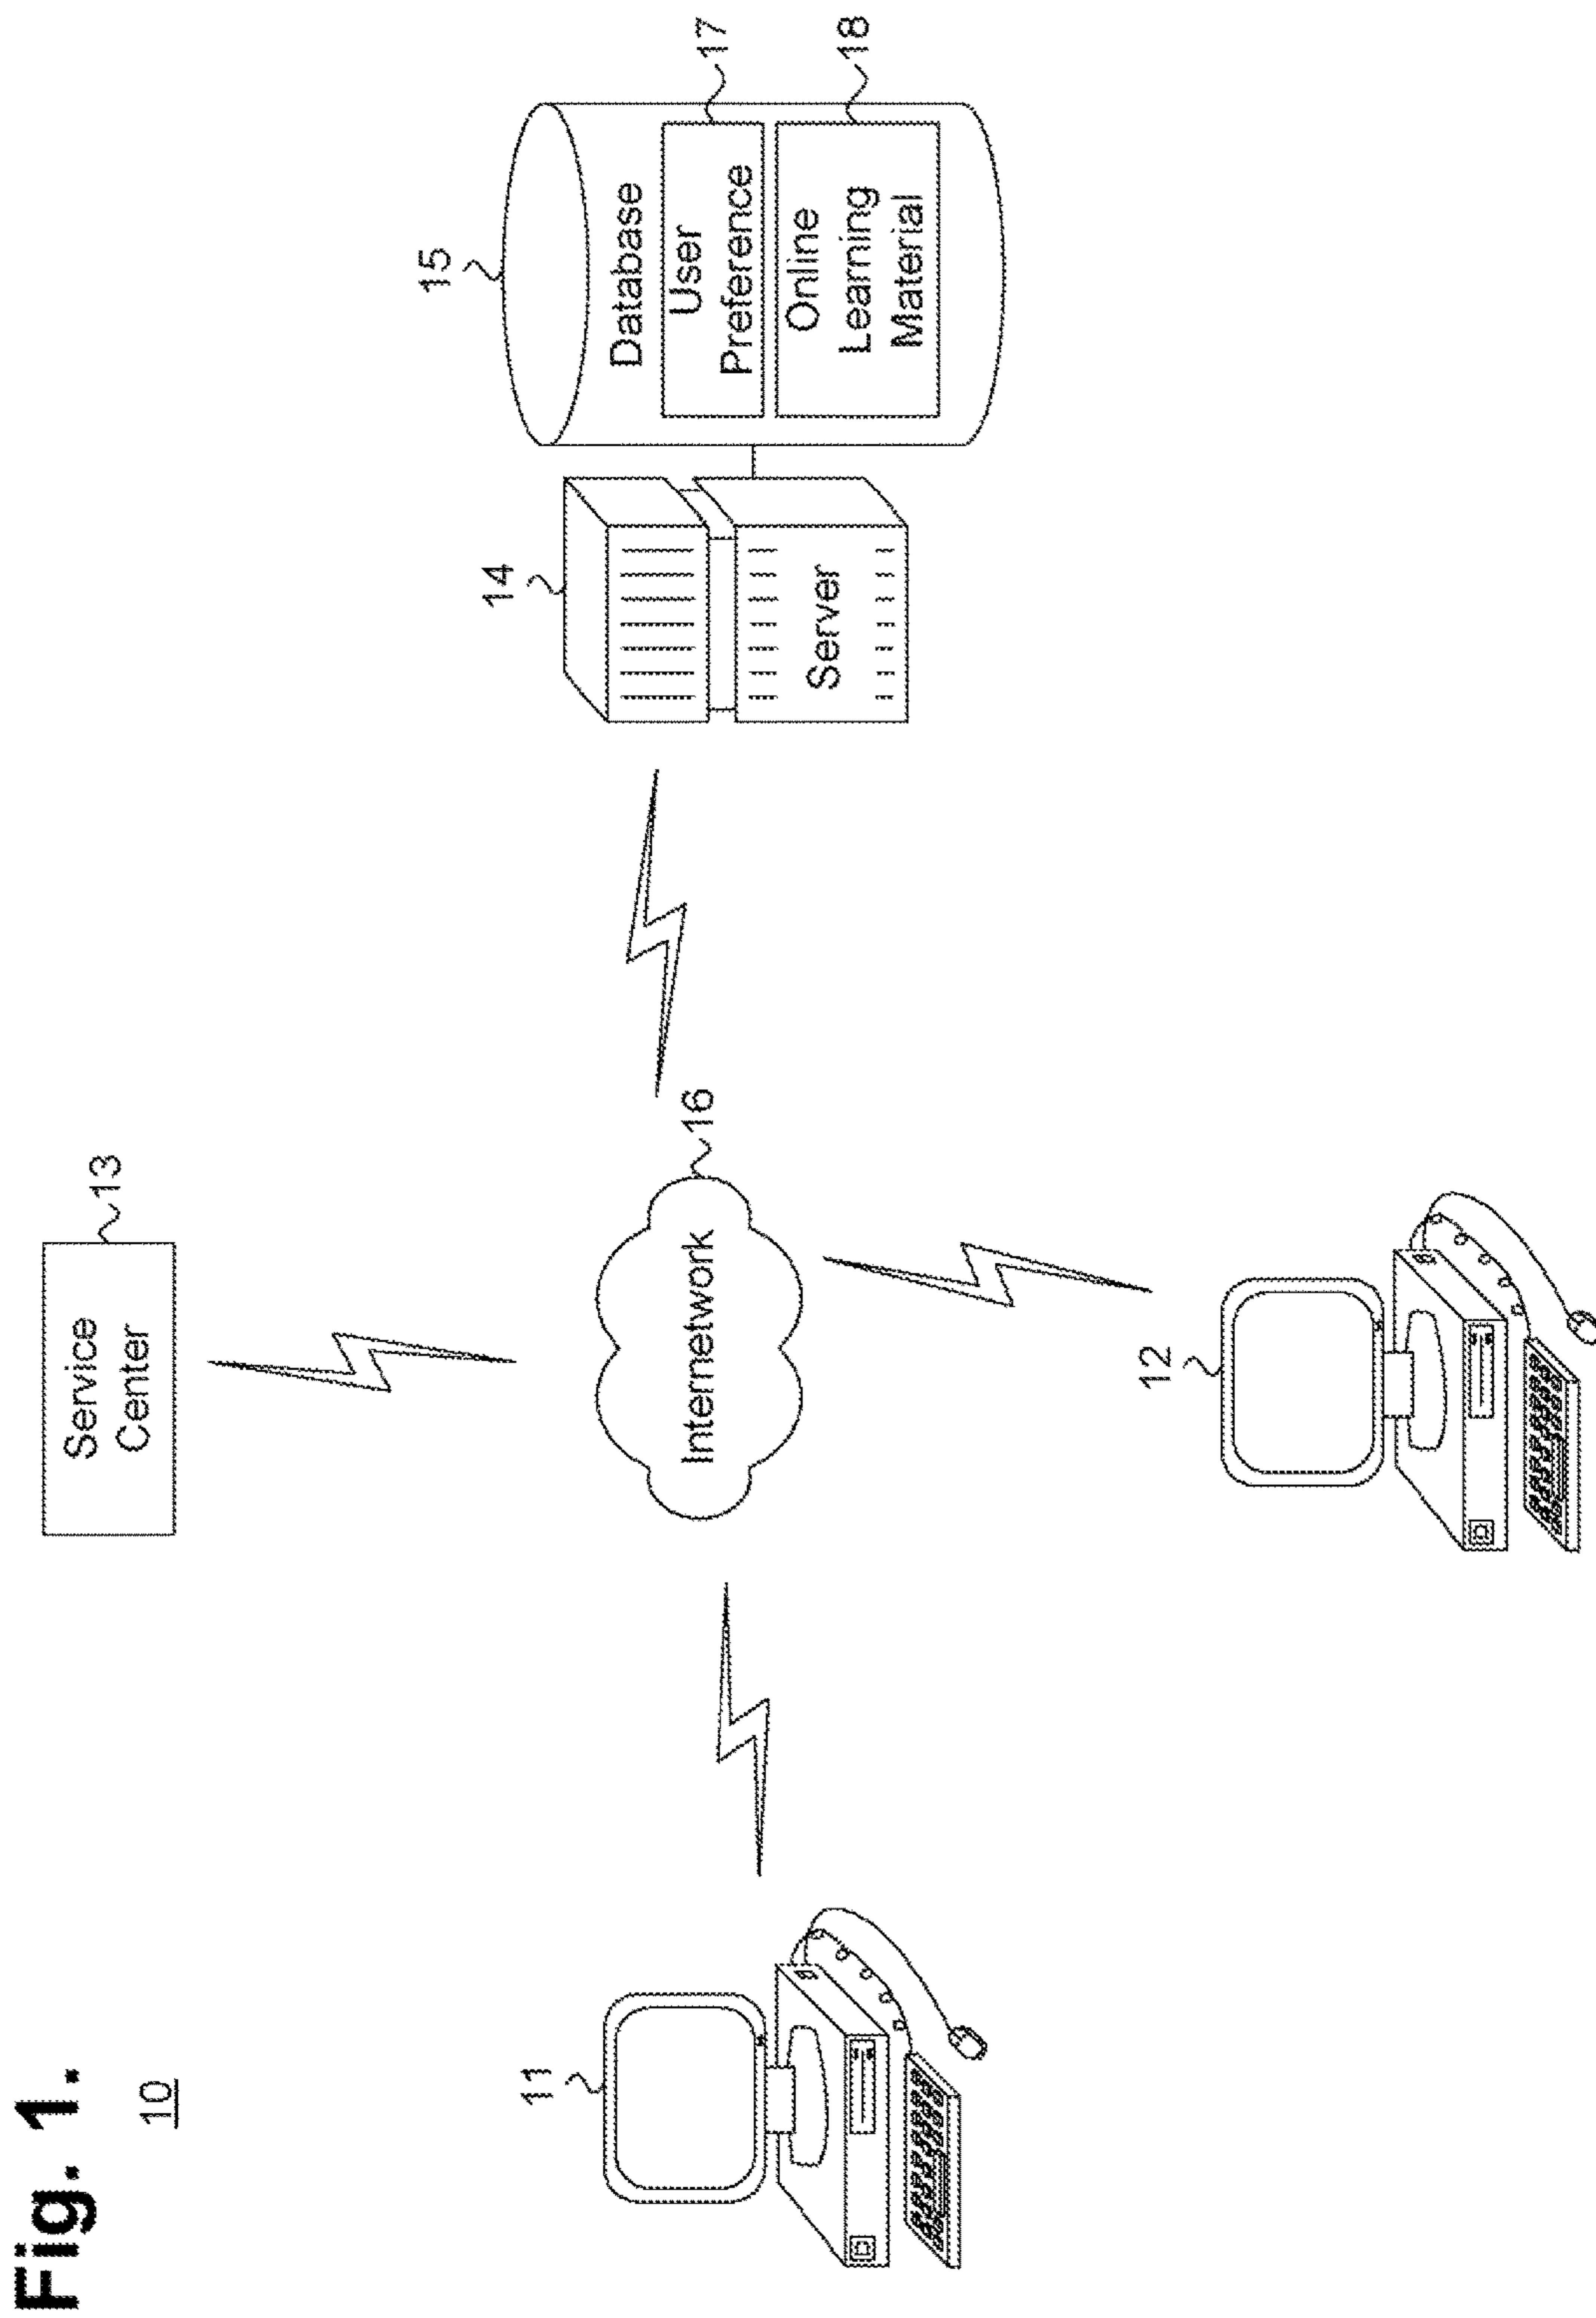 Fig. 1.
10
Service
Center
13
11
Internetwork
16
12
14
Server
15
Database
User
Preference
17
Online
Learning
Material
18